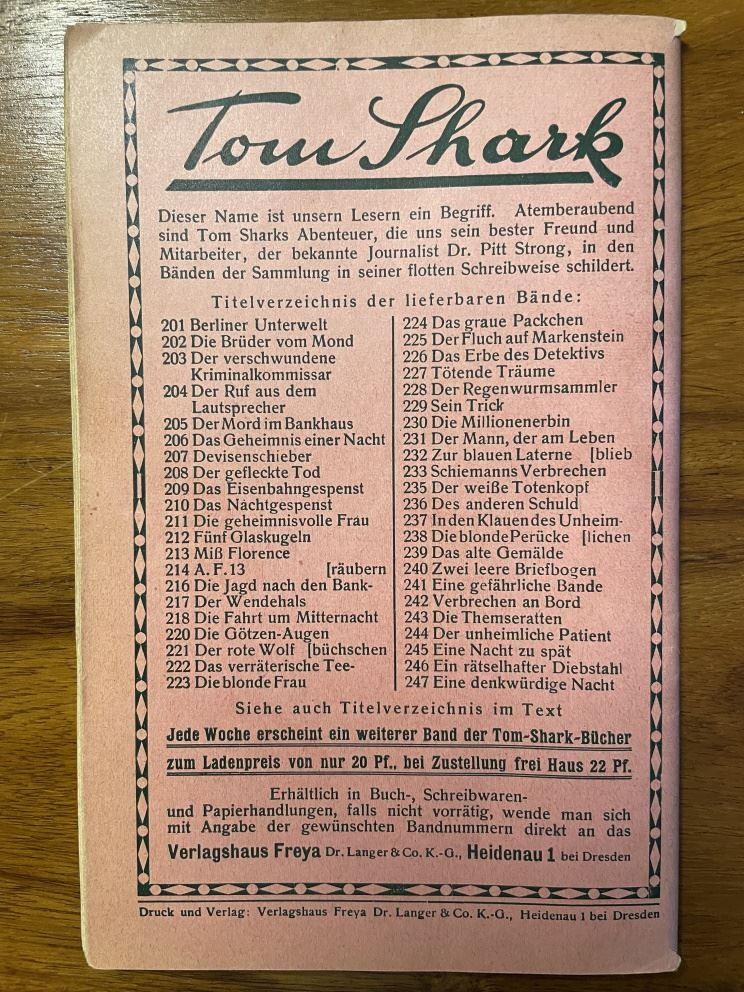 Tom Shark
Dieser Name ist unsern Lesern ein Begriff. Atemberaubend
sind Tom Sharks Abenteuer, die uns sein bester Freund und
Mitarbeiter, der bekannte Journalist Dr. Pitt Strong, in den
Bänden der Sammlung in seiner flotten Schreibweise schildert.
Titelverzeichnis der lieferbaren Bände:
201 Berliner Unterwelt
202 Die Brüder vom Mond
203 Der verschwundene
Kriminalkommissar
204 Der Ruf aus dem
Lautsprecher
205 Der Mord im Bankhaus
206 Das Geheimnis einer Nacht
207 Devisenschieber
208 Der gefleckte Tod
209 Das Eisenbahngespenst
210 Das Nachtgespenst
211 Die geheimnisvolle Frau
212 Fünf Glaskugeln
213 Miß Florence
214 A. F. 13 [räubern
216 Die Jagd nach den Bank-
217 Der Wendehals
218 Die Fahrt um Mitternacht
220 Die Götzen-Augen
221 Der rote Wolf [büchschen
222 Das verräterische Tee-
223 Die blonde Frau
224 Das graue Päckchen
225 Der Fluch auf Markenstein
226 Das Erbe des Detektivs
227 Tötende Träume
228 Der Regenwurmsammler
229 Sein Trick
230 Die Millionenerbin
231 Der Mann, der am Leben
232 Zur blauen Laterne [blieb
233 Schiemanns Verbrechen
235 Der weiße Totenkopf
236 Des anderen Schuld
237 In den Klauen des Unheim-
238 Die blonde Perücke [lichen
239 Das alte Gemälde
240 Zwei leere Briefbogen
241 Eine gefährliche Bande
242 Verbrechen an Bord
243 Die Themseratten
244 Der unheimliche Patient
245 Eine Nacht zu spät
246 Ein rätselhafter Diebstahl
247 Eine denkwürdige Nacht
Siehe auch Titelverzeichnis im Text
Jede Woche erscheint ein weiterer Band der Tom-Shark-Bücher
zum Ladenpreis von nur 20 Pf., bei Zustellung frei Haus 22 Pf.
Erhältlich in Buch-, Schreibwaren-
und Papierhandlungen, falls nicht vorrätig, wende man sich
mit Angabe der gewünschten Bandnummern direkt an das
Verlagshaus Freya Dr. Langer & Co. K.-G., Heidenau 1 bei Dresden
Druck und Verlag: Verlagshaus Freya Dr. Langer & Co. K.-G., Heidenau 1 bei Dresden